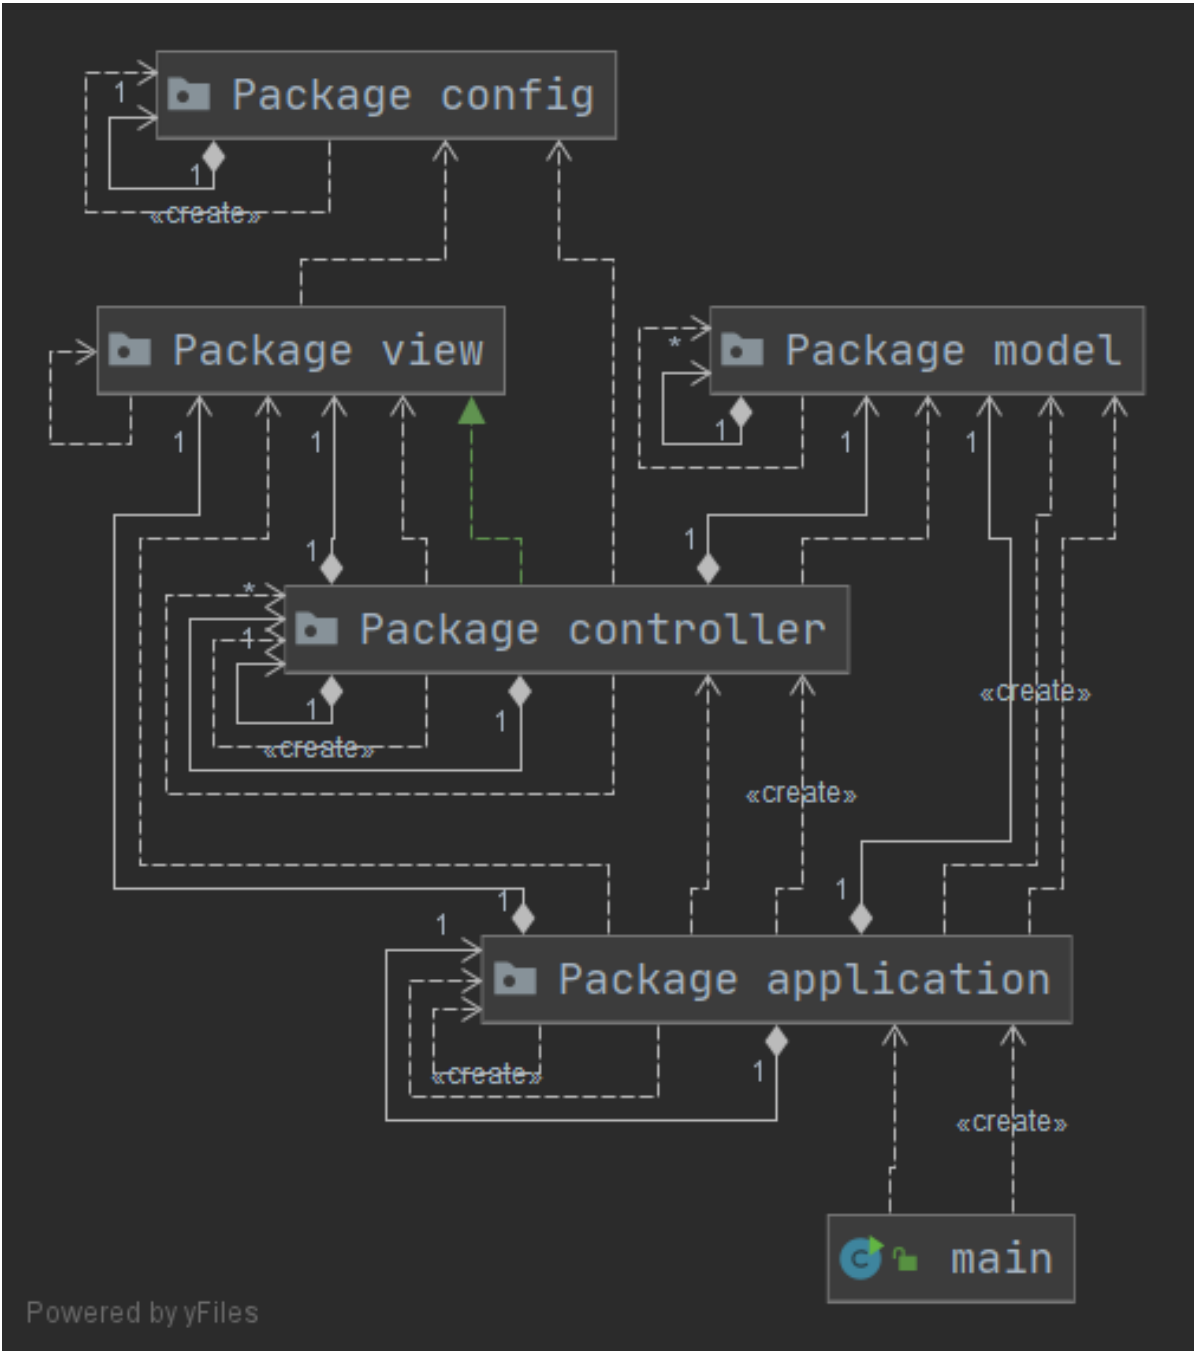 1
Package config
1
«create»
Package view
*
Package model
1
1
1
1
1
1
1
*
1
Package controller
1
1
«create»
«create»
«create»
1
1
1
Package application
«create»
1
«create»
main
Powered by yFiles